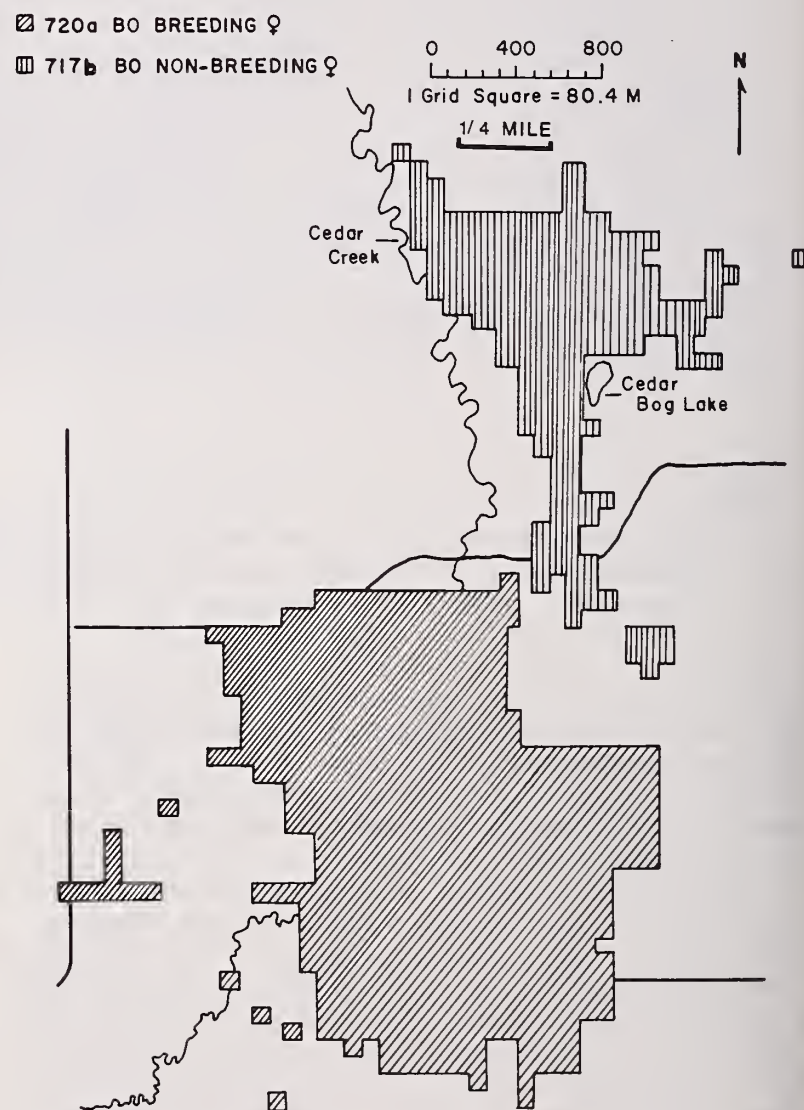 720a BO BREEDING ♀
717b BO NON-BREEDING ♀
0 400 800
1 Grid Square = 80.4 M
1/4 MILE
N
Cedar
Creek
Cedar
Bog Lake